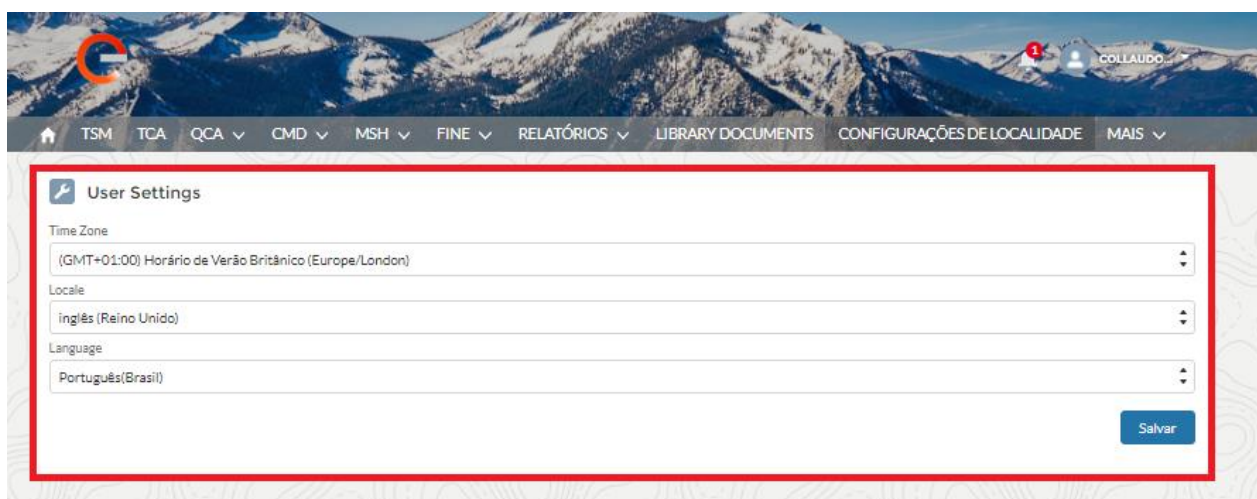 1
COLLAUDO...
TSM TCA QCA CMD MSH FINE RELATÓRIOS LIBRARY DOCUMENTS CONFIGURAÇÕES DE LOCALIDADE MAIS
User Settings
Time Zone
(GMT+01:00) Horário de Verão Britânico (Europe/London)
Locale
inglês (Reino Unido)
Language
Português(Brasil)
Salvar